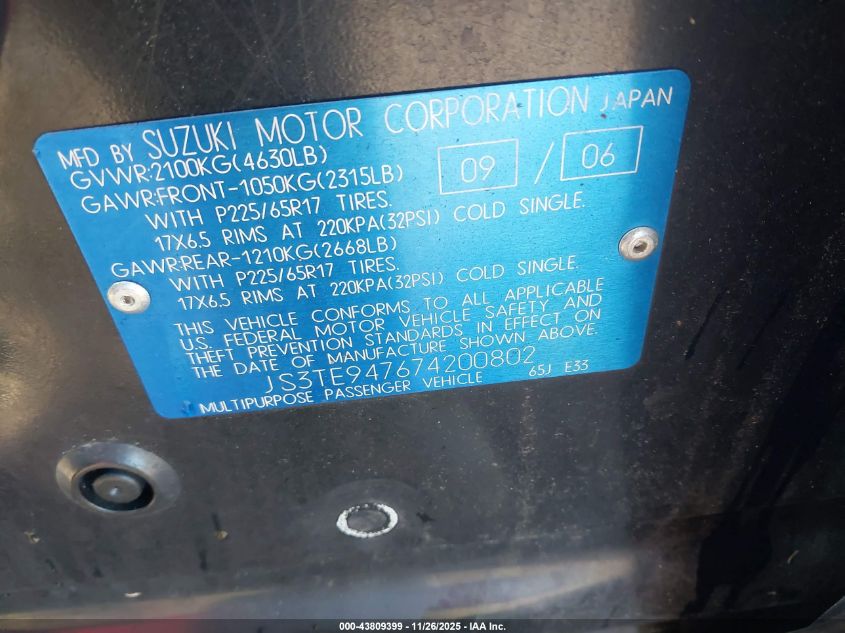 MFD BY SUZUKI MOTOR CORPORATION JAPAN
GVWR:2100KG(4630LB)
09 / 06
GAWR:FRONT-1050KG(2315LB)
WITH P225/65R17 TIRES.
17X6.5 RIMS AT 220KPA(32PSI) COLD SINGLE.
GAWR:REAR-1210KG(2668LB)
WITH P225/65R17 TIRES.
17X6.5 RIMS AT 220KPA(32PSI) COLD SINGLE.
THIS VEHICLE CONFORMS TO ALL APPLICABLE
U.S. FEDERAL MOTOR VEHICLE SAFETY AND
THEFT PREVENTION STANDARDS IN EFFECT ON
THE DATE OF MANUFACTURE SHOWN ABOVE.
JS3TE947674200802
MULTIPURPOSE PASSENGER VEHICLE 65J E33
000-43809399 - 11/26/2025 - IAA Inc.